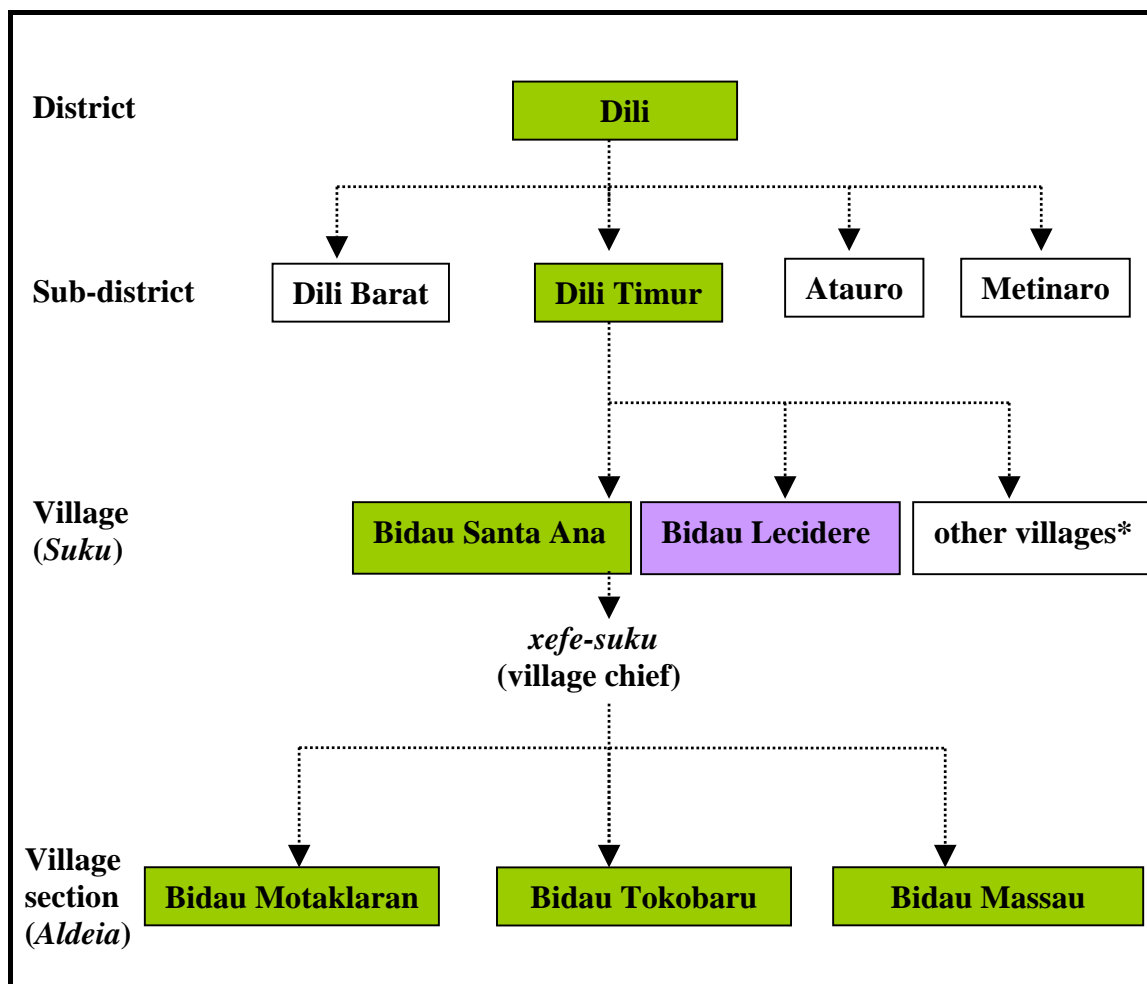 District
Dili
Sub-district
Dili Barat
Dili Timur
Atauro
Metinaro
Village
(Suku)
Bidau Santa Ana
Bidau Lecidere
other villages*
xefe-suku
(village chief)
Village
section
(Aldeia)
Bidau Motaklaran
Bidau Tokobaru
Bidau Massau